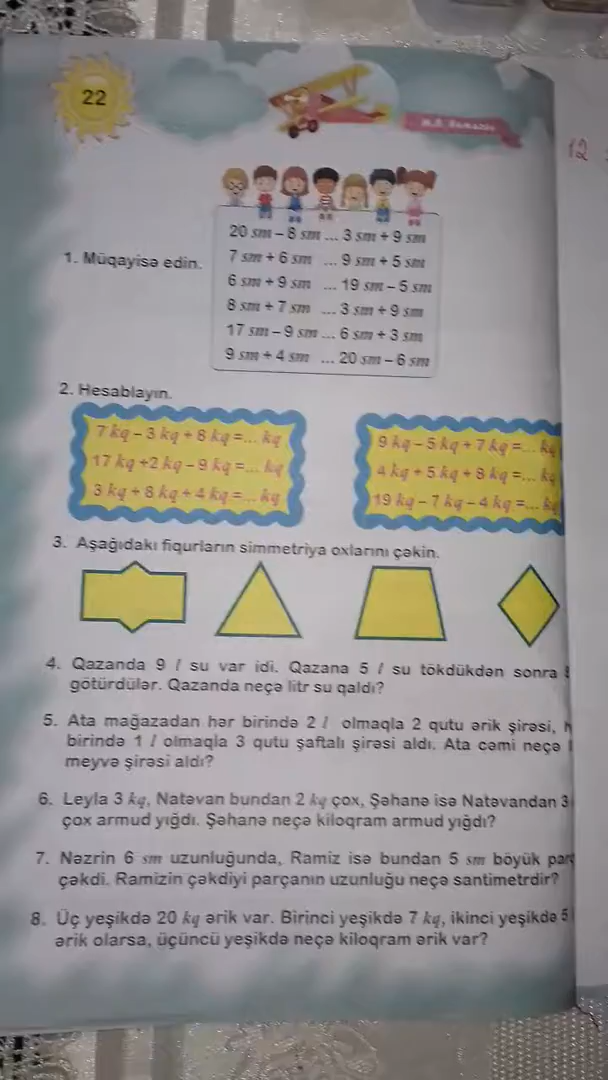 22
12
20 sm – 8 sm ... 3 sm + 9 sm
1. Müqayisə edin.
7 sm + 6 sm ... 9 sm + 5 sm
6 sm + 9 sm ... 19 sm – 5 sm
8 sm + 7 sm ... 3 sm + 9 sm
17 sm – 9 sm ... 6 sm + 3 sm
9 sm + 4 sm ... 20 sm – 6 sm
2. Hesablayın.
7 kq – 3 kq + 6 kq =... kq
17 kq +2 kq – 9 kq =... kq
3 kq + 8 kq + 4 kq =... kq
9 kq – 5 kq + 7 kq =...
4 kq + 5 kq + 8 kq =...
19 kq – 7 kq – 4 kq =...
3. Aşağıdakı fiqurların simmetriya oxlarını çəkin.
4. Qazanda 9 l su var idi. Qazana 5 l su tökdükdən sonra
götürdülər. Qazanda neçə litr su qaldı?
5. Ata mağazadan hər birində 2 l olmaqla 2 qutu ərik şirəsi,
birində 1 l olmaqla 3 qutu şaftalı şirəsi aldı. Ata cəmi neçə
meyvə şirəsi aldı?
6. Leyla 3 kq, Natəvan bundan 2 kq çox, Şəhanə isə Natəvandan 3
çox armud yığdı. Şəhanə neçə kiloqram armud yığdı?
7. Nəzrin 6 sm uzunluğunda, Ramiz isə bundan 5 sm böyük
çəkdi. Ramizin çəkdiyi parçanın uzunluğu neçə santimetrdir?
8. Üç yeşikdə 20 kq ərik var. Birinci yeşikdə 7 kq, ikinci yeşikdə 5
ərik olarsa, üçüncü yeşikdə neçə kiloqram ərik var?